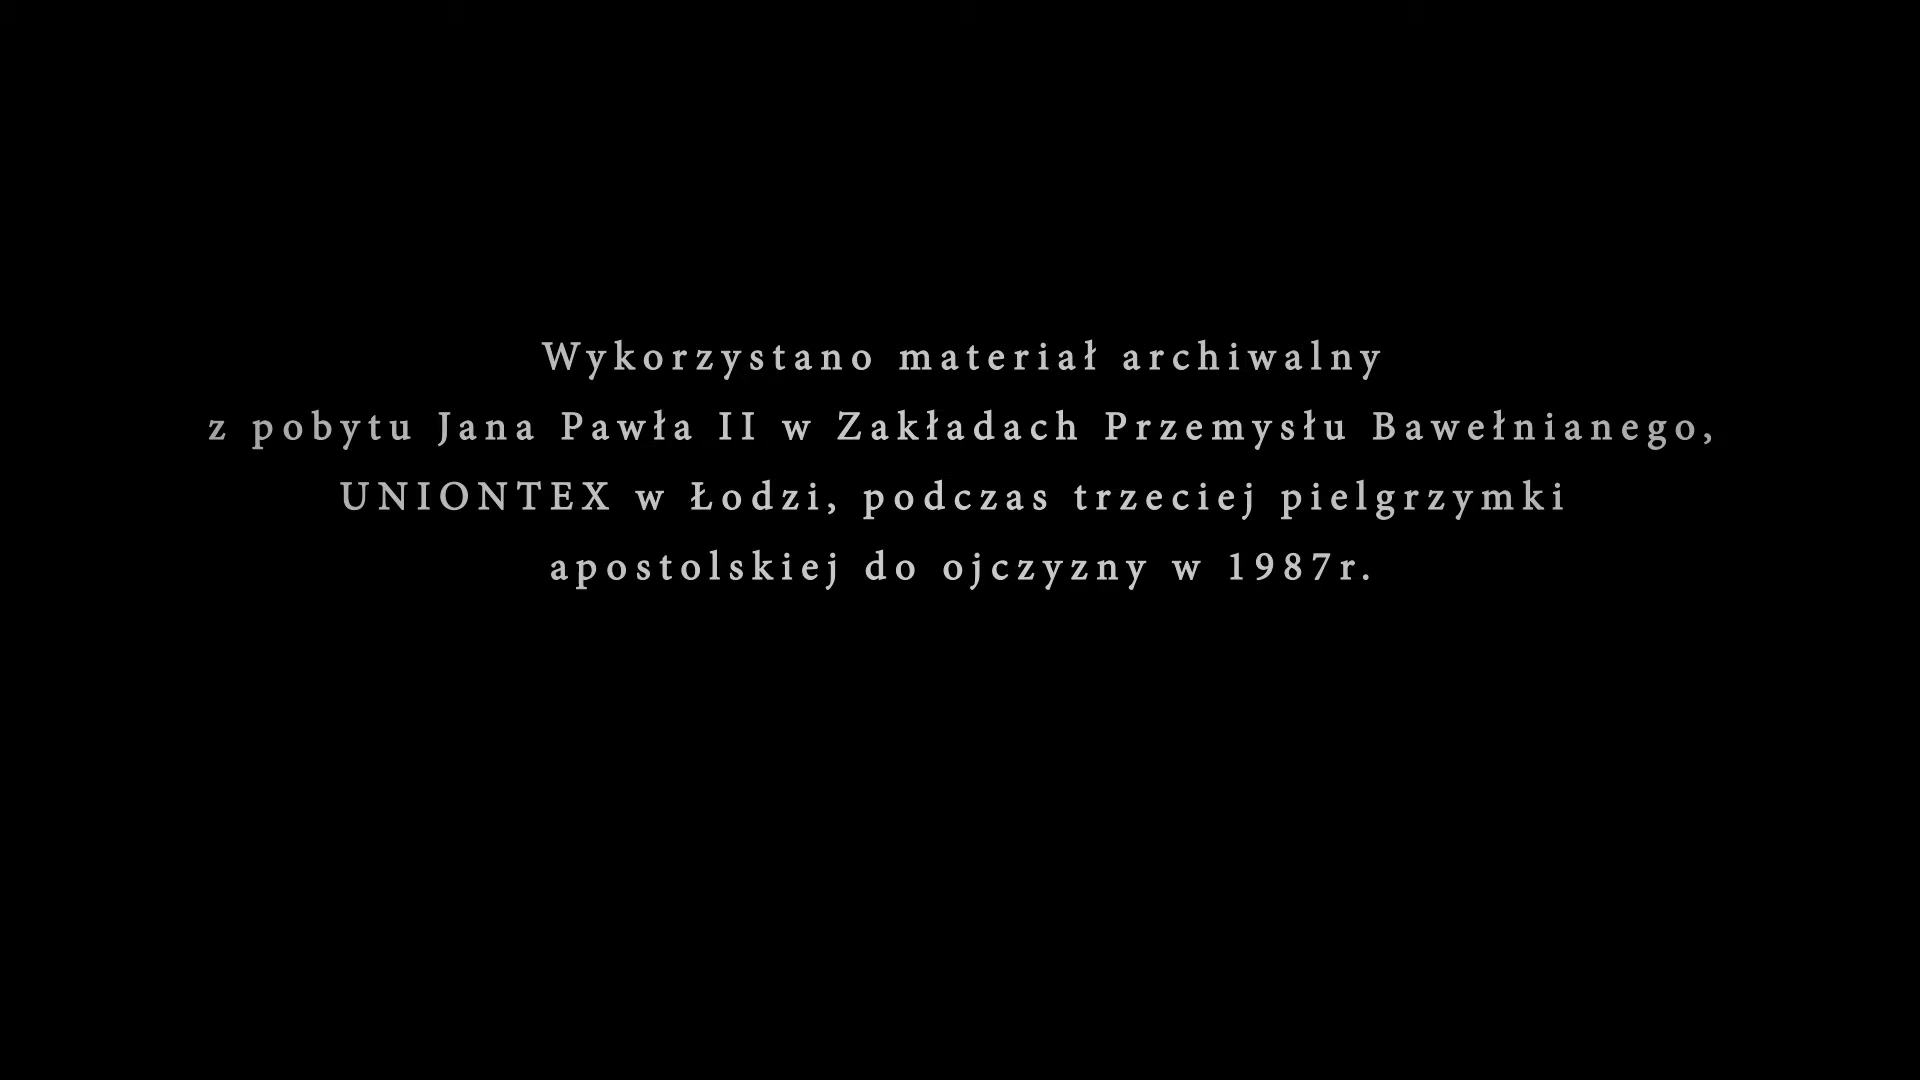 Wykorzystano materiał archiwalny
z pobytu Jana Pawła II w Zakładach Przemysłu Bawełnianego,
UNIONTEX w Łodzi, podczas trzeciej pielgrzymki
apostolskiej do ojczyzny w 1987r.